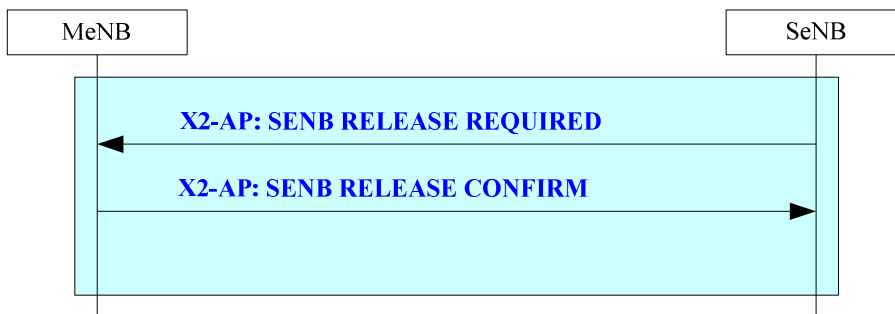 MeNB
SeNB
X2-AP: SENB RELEASE REQUIRED
X2-AP: SENB RELEASE CONFIRM